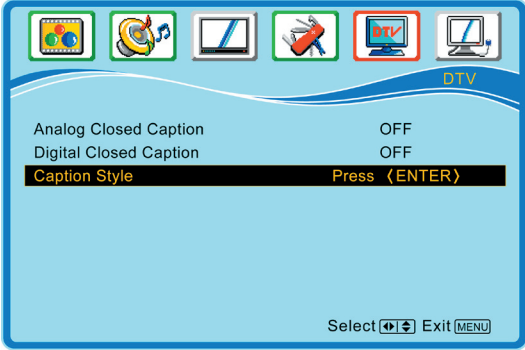 DTV
DTV
Analog Closed Caption OFF
Digital Closed Caption OFF
Caption Style Press 〈ENTER〉
Select Exit MENU